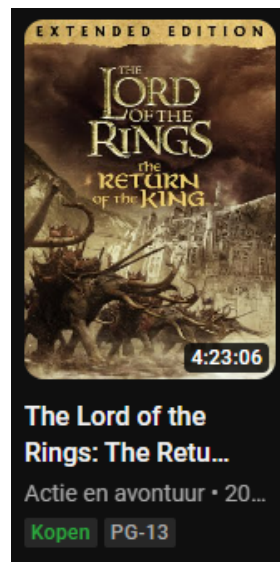 EXTENDED EDITION
THE
LORD
OF THE
RINGS
THE
RETURN
OF THE KING
4:23:06
The Lord of the
Rings: The Retu...
Actie en avontuur • 20...
Kopen PG-13